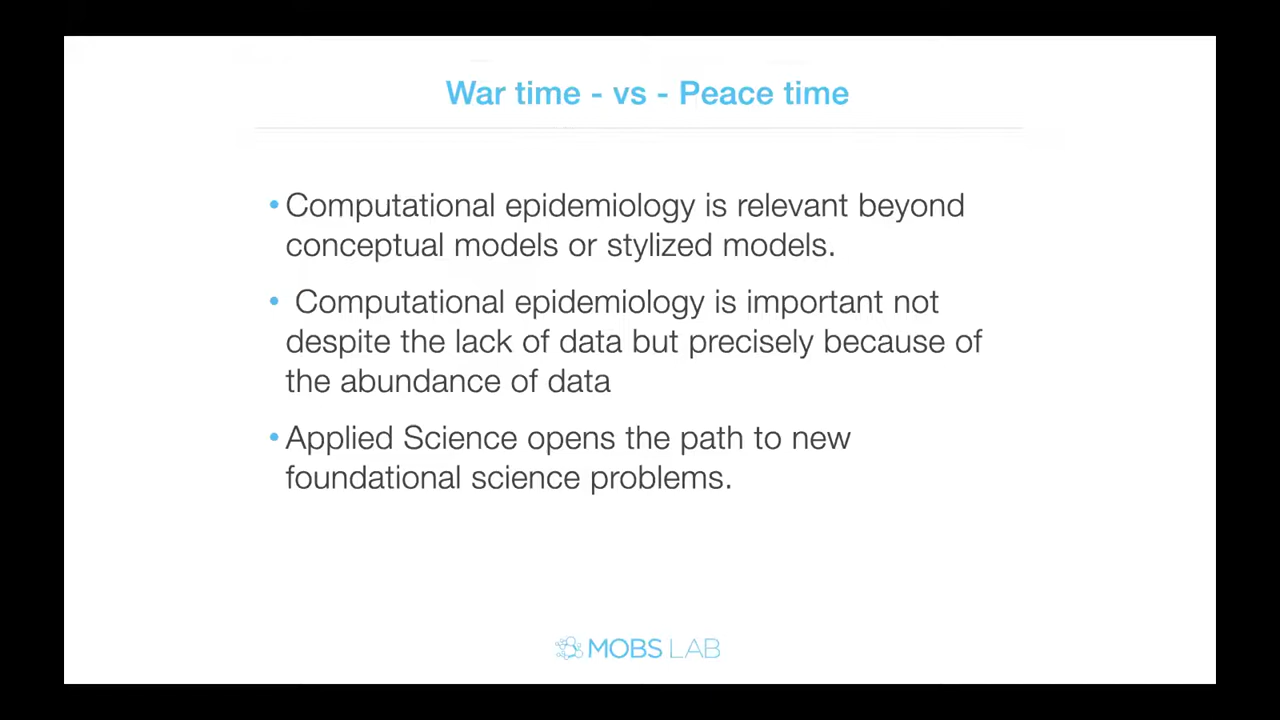 War time - vs - Peace time
• Computational epidemiology is relevant beyond
conceptual models or stylized models.
• Computational epidemiology is important not
despite the lack of data but precisely because of
the abundance of data
• Applied Science opens the path to new
foundational science problems.
MOBS LAB